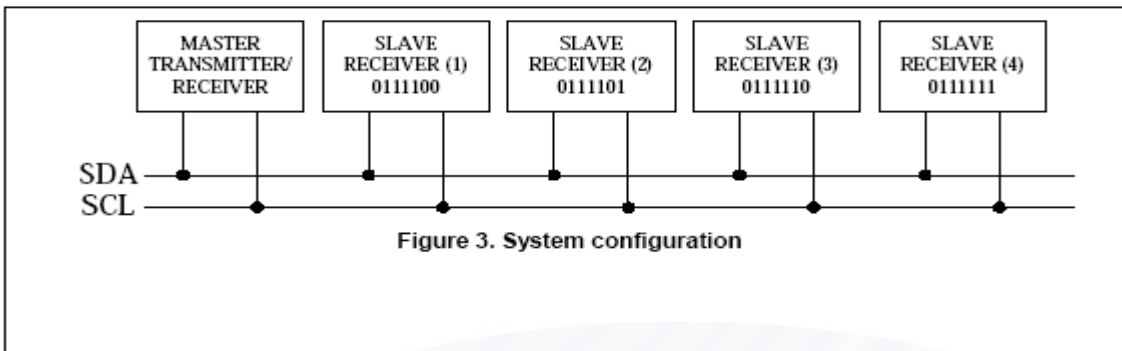 MASTER
TRANSMITTER/
RECEIVER
SLAVE
RECEIVER (1)
0111100
SLAVE
RECEIVER (2)
0111101
SLAVE
RECEIVER (3)
0111110
SLAVE
RECEIVER (4)
0111111
SDA
SCL
Figure 3. System configuration